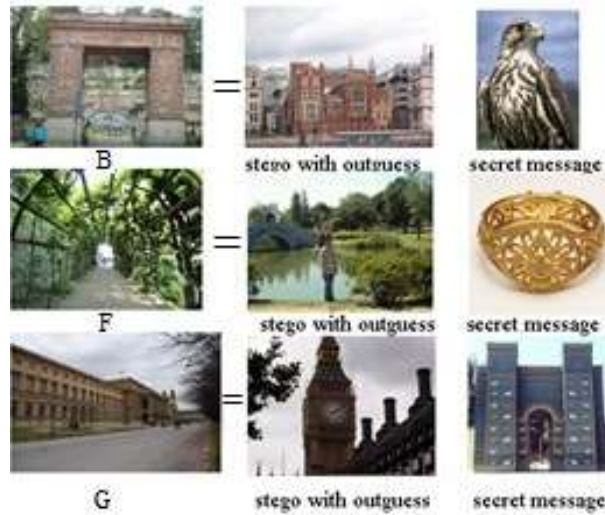 =
B
stego with outguess
secret message
=
F
stego with outguess
secret message
=
G
stego with outguess
secret message